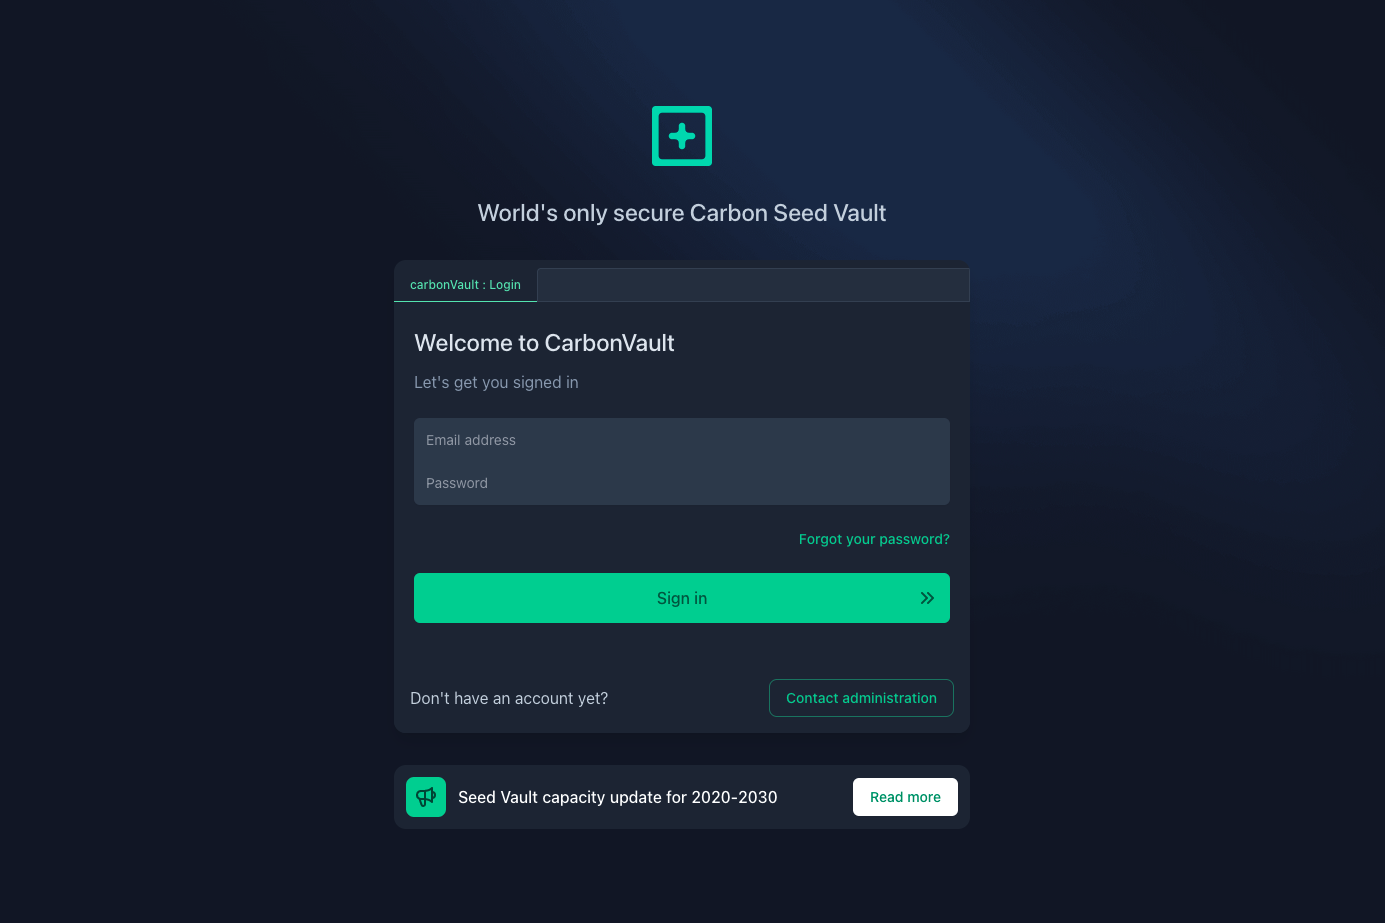 World's only secure Carbon Seed Vault
carbonVault : Login
Welcome to CarbonVault
Let's get you signed in
Email address
Password
Forgot your password?
Sign in
Don't have an account yet?
Contact administration
Seed Vault capacity update for 2020-2030
Read more